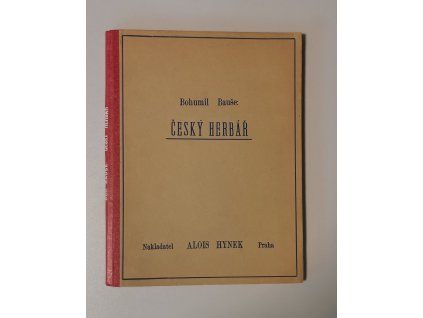 Bohumil Bauše:
ČESKÝ HERBÁŘ
Nakladatel ALOIS HYNEK Praha